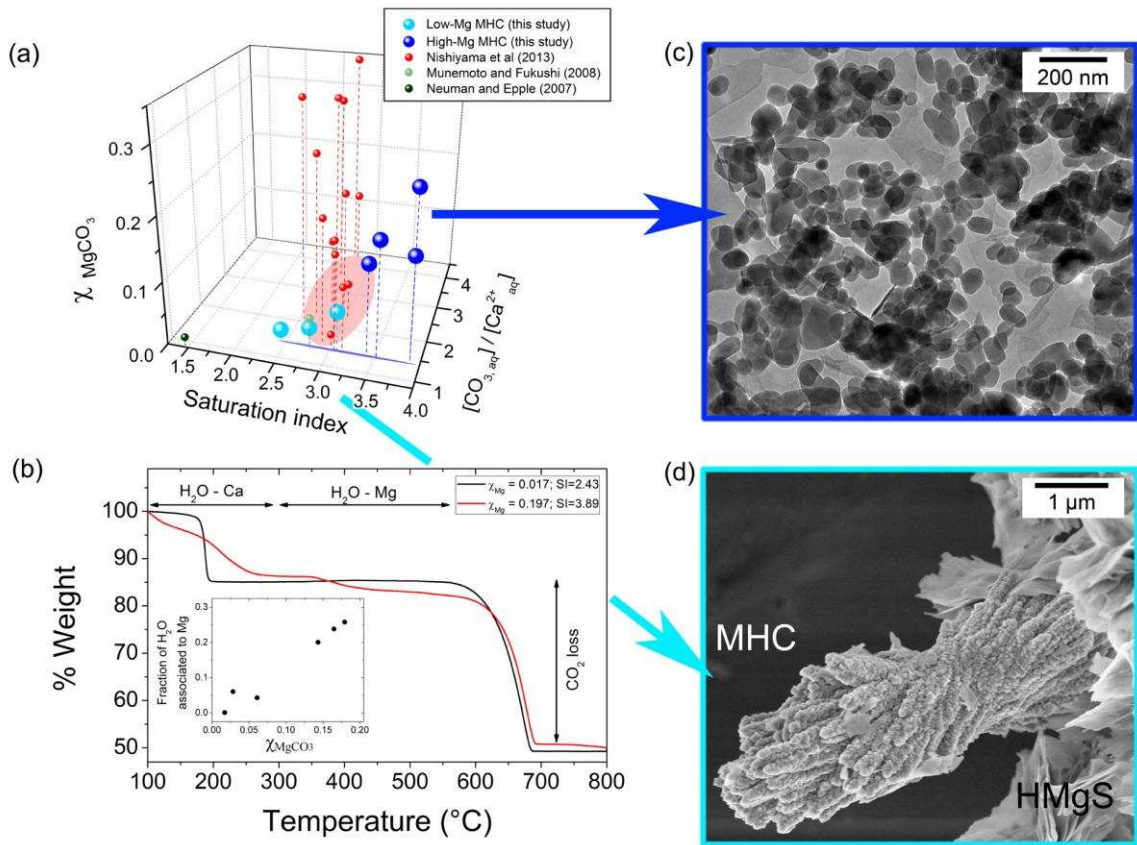 (a)
Low-Mg MHC (this study)
High-Mg MHC (this study)
Nishiyama et al (2013)
Munemoto and Fukushi (2008)
Neuman and Epple (2007)
χ MgCO₃
0.3
0.2
0.1
0.0
1.5
2.0
2.5
3.0
3.5
4.0
Saturation index
1
2
3
4
[CO₃, aq] / [Ca²⁺ aq]
(c)
200 nm
(b)
H₂O - Ca
H₂O - Mg
χMg = 0.017; SI=2.43
χMg = 0.197; SI=3.89
% Weight
100
90
80
70
60
50
CO₂ loss
Fraction of H₂O
associated to Mg
0.3
0.2
0.1
0.0
0.00
0.05
0.10
0.15
0.20
χMgCO3
100
200
300
400
500
600
700
800
Temperature (°C)
(d)
1 µm
MHC
HMgS